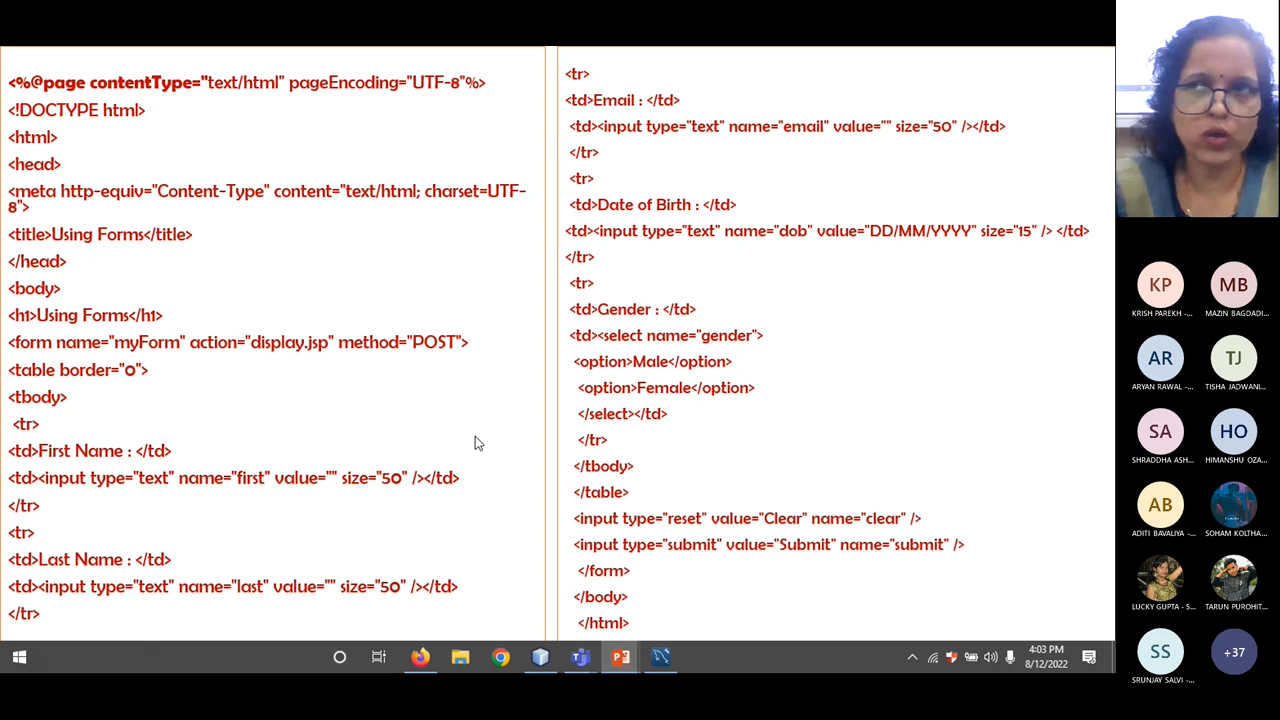 <%@page contentType="text/html" pageEncoding="UTF-8"%>
<!DOCTYPE html>
<html>
<head>
<meta http-equiv="Content-Type" content="text/html; charset=UTF-
8">
<title>Using Forms</title>
</head>
<body>
<h1>Using Forms</h1>
<form name="myForm" action="display.jsp" method="POST">
<table border="0">
<tbody>
<tr>
<td>First Name : </td>
<td><input type="text" name="first" value="" size="50" /></td>
</tr>
<tr>
<td>Last Name : </td>
<td><input type="text" name="last" value="" size="50" /></td>
</tr>
<tr>
<td>Email : </td>
<td><input type="text" name="email" value="" size="50" /></td>
</tr>
<tr>
<td>Date of Birth : </td>
<td><input type="text" name="dob" value="DD/MM/YYYY" size="15" /> </td>
</tr>
<tr>
<td>Gender : </td>
<td><select name="gender">
<option>Male</option>
<option>Female</option>
</select></td>
</tr>
</tbody>
</table>
<input type="reset" value="Clear" name="clear" />
<input type="submit" value="Submit" name="submit" />
</form>
</body>
</html>
KP
KRISH PAREKH -...
MB
MAZIN BAGDADI...
AR
ARYAN RAWAL -...
TJ
TISHA JADWANI...
SA
SHRADDHA ASH...
HO
HIMANSHU OZA...
AB
ADITI BAVALIYA -...
SOHAM KOLTHA...
LUCKY GUPTA - 5...
TARUN PUROHIT...
SS
SRUNJAY SALVI -...
+37
4:03 PM
8/12/2022